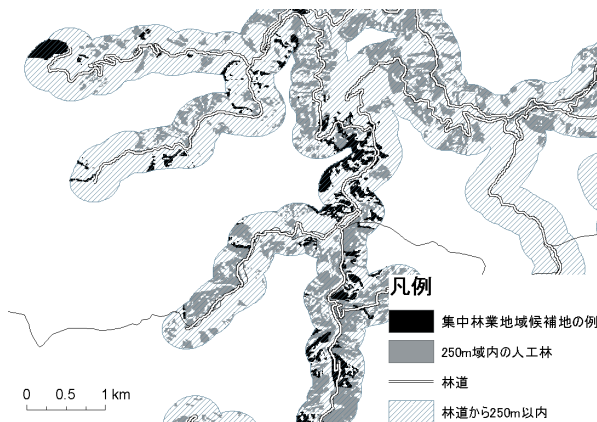 凡例
集中林業地域候補地の例
250m域内の人工林
林道
林道から250m以内
0 0.5 1 km